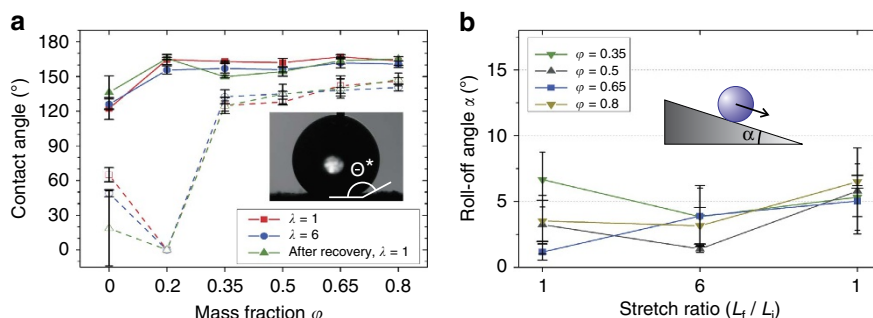 a
180
150
120
90
60
30
0
Contact angle (°)
Θ*
λ = 1
λ = 6
After recovery, λ = 1
0 0.2 0.35 0.5 0.65 0.8
Mass fraction φ
b
φ = 0.35
φ = 0.5
φ = 0.65
φ = 0.8
15
10
5
0
Roll-off angle α (°)
α
1 6 1
Stretch ratio (Lf / Li)